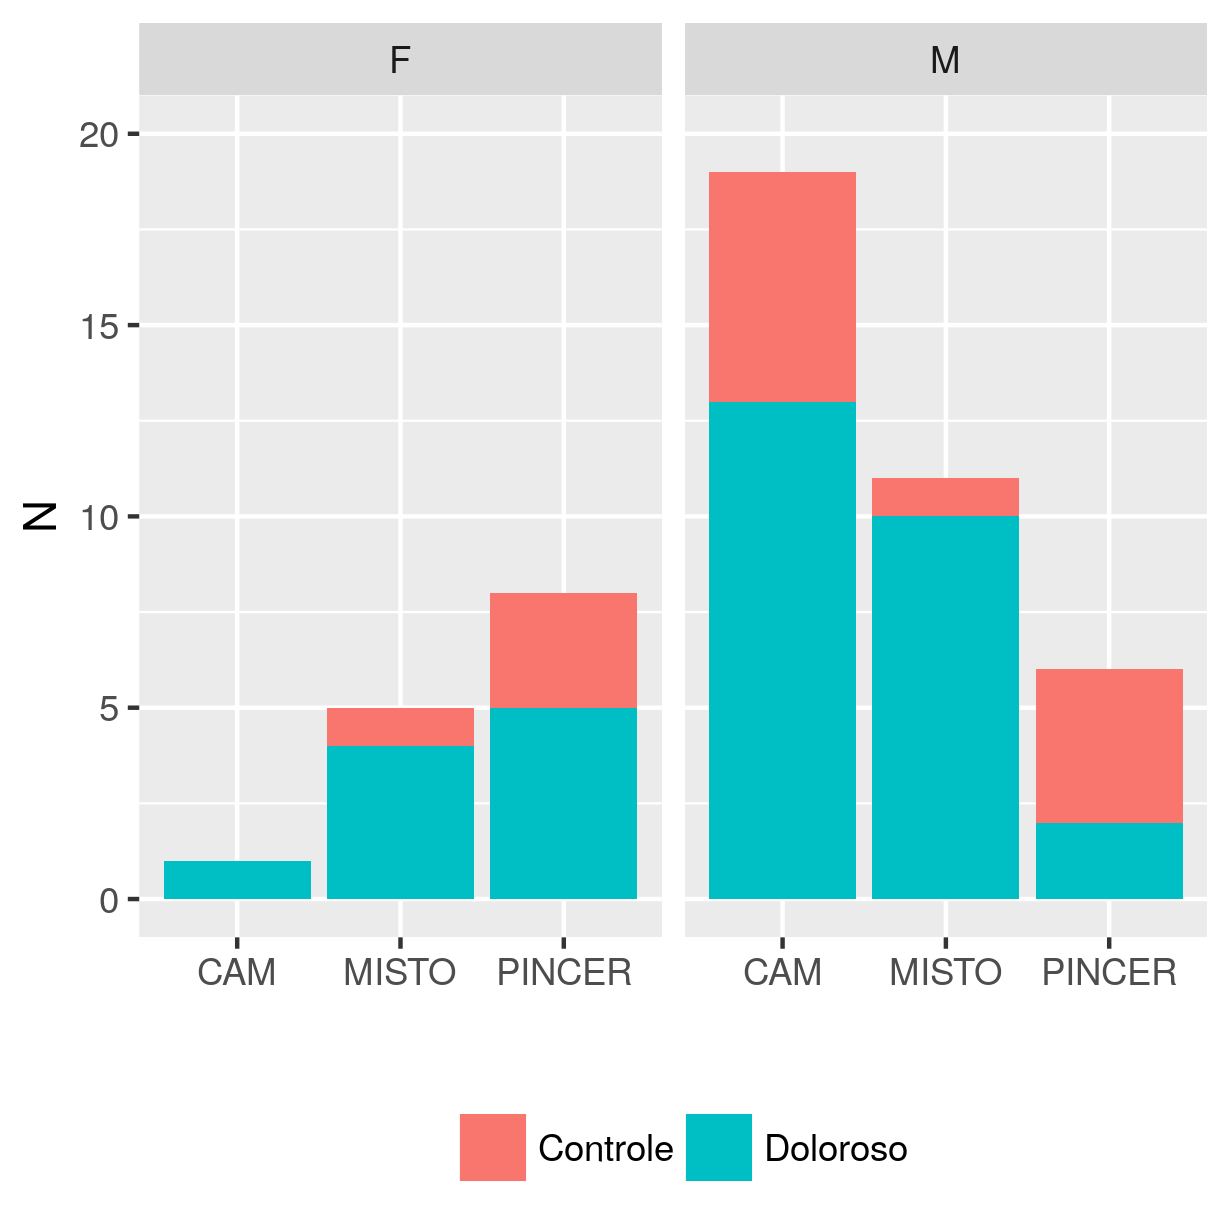 F M
N
20
15
10
5
0
CAM MISTO PINCER CAM MISTO PINCER
Controle Doloroso